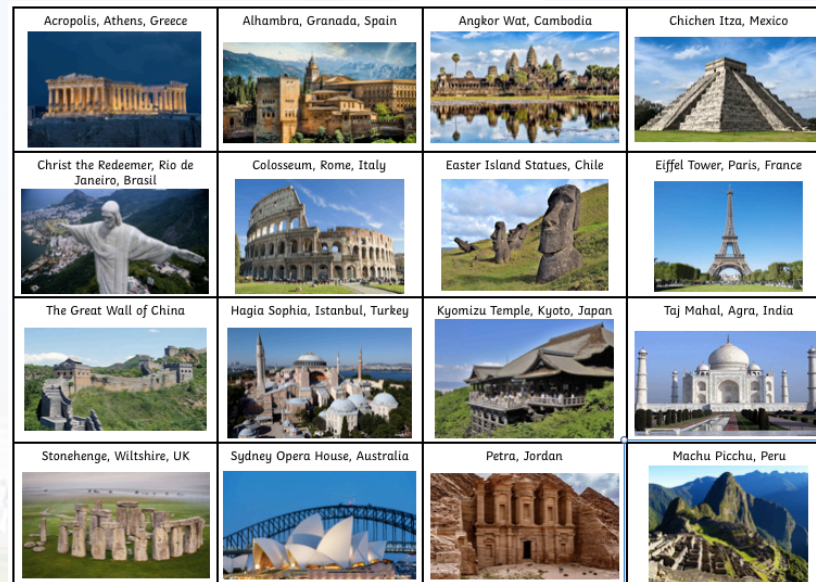 Acropolis, Athens, Greece
Alhambra, Granada, Spain
Angkor Wat, Cambodia
Chichen Itza, Mexico
Christ the Redeemer, Rio de
Janeiro, Brasil
Colosseum, Rome, Italy
Easter Island Statues, Chile
Eiffel Tower, Paris, France
The Great Wall of China
Hagia Sophia, Istanbul, Turkey
Kyomizu Temple, Kyoto, Japan
Taj Mahal, Agra, India
Stonehenge, Wiltshire, UK
Sydney Opera House, Australia
Petra, Jordan
Machu Picchu, Peru